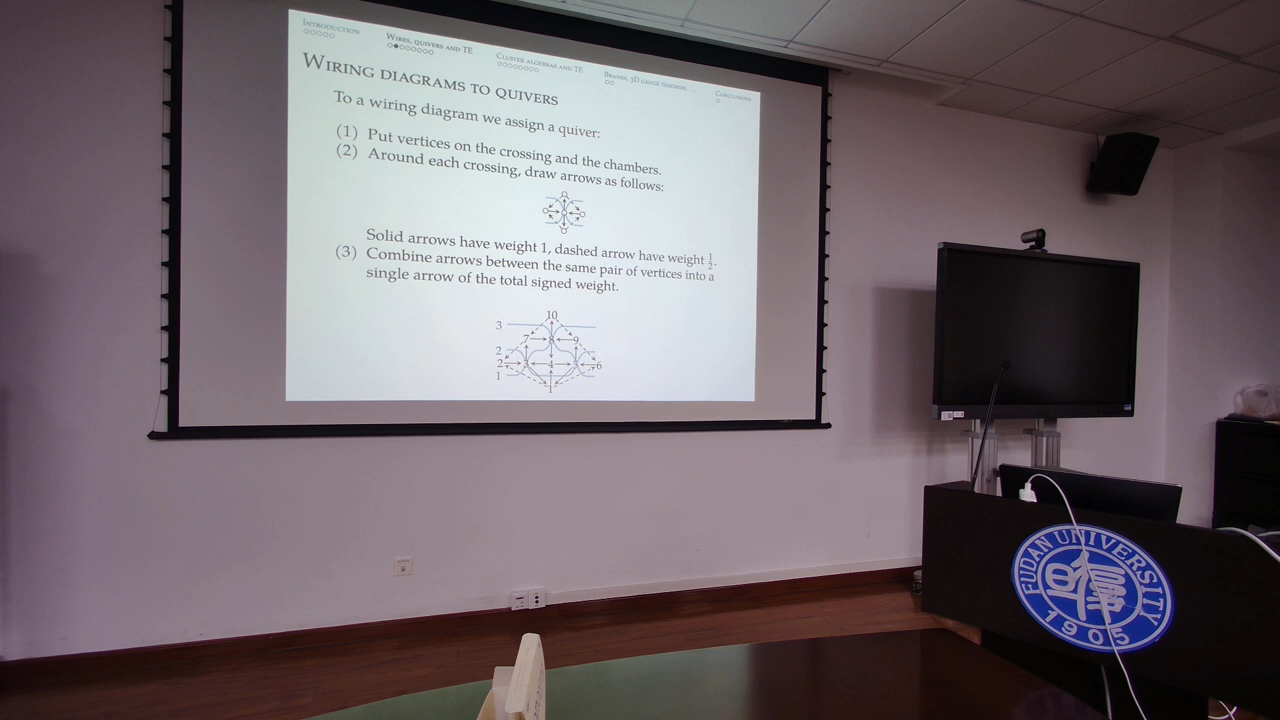 INTRODUCTION
WIRES, QUIVERS AND TE
CLUSTER ALGEBRAS AND TE
BRANES, 3D GAUGE THEORIES, ...
CONCLUSIONS
WIRING DIAGRAMS TO QUIVERS
To a wiring diagram we assign a quiver:
(1) Put vertices on the crossing and the chambers.
(2) Around each crossing, draw arrows as follows:
Solid arrows have weight 1, dashed arrow have weight 1/2.
(3) Combine arrows between the same pair of vertices into a
single arrow of the total signed weight.
10
3
7 8 9
2
2 4 6
1
1
FUDAN UNIVERSITY
1905